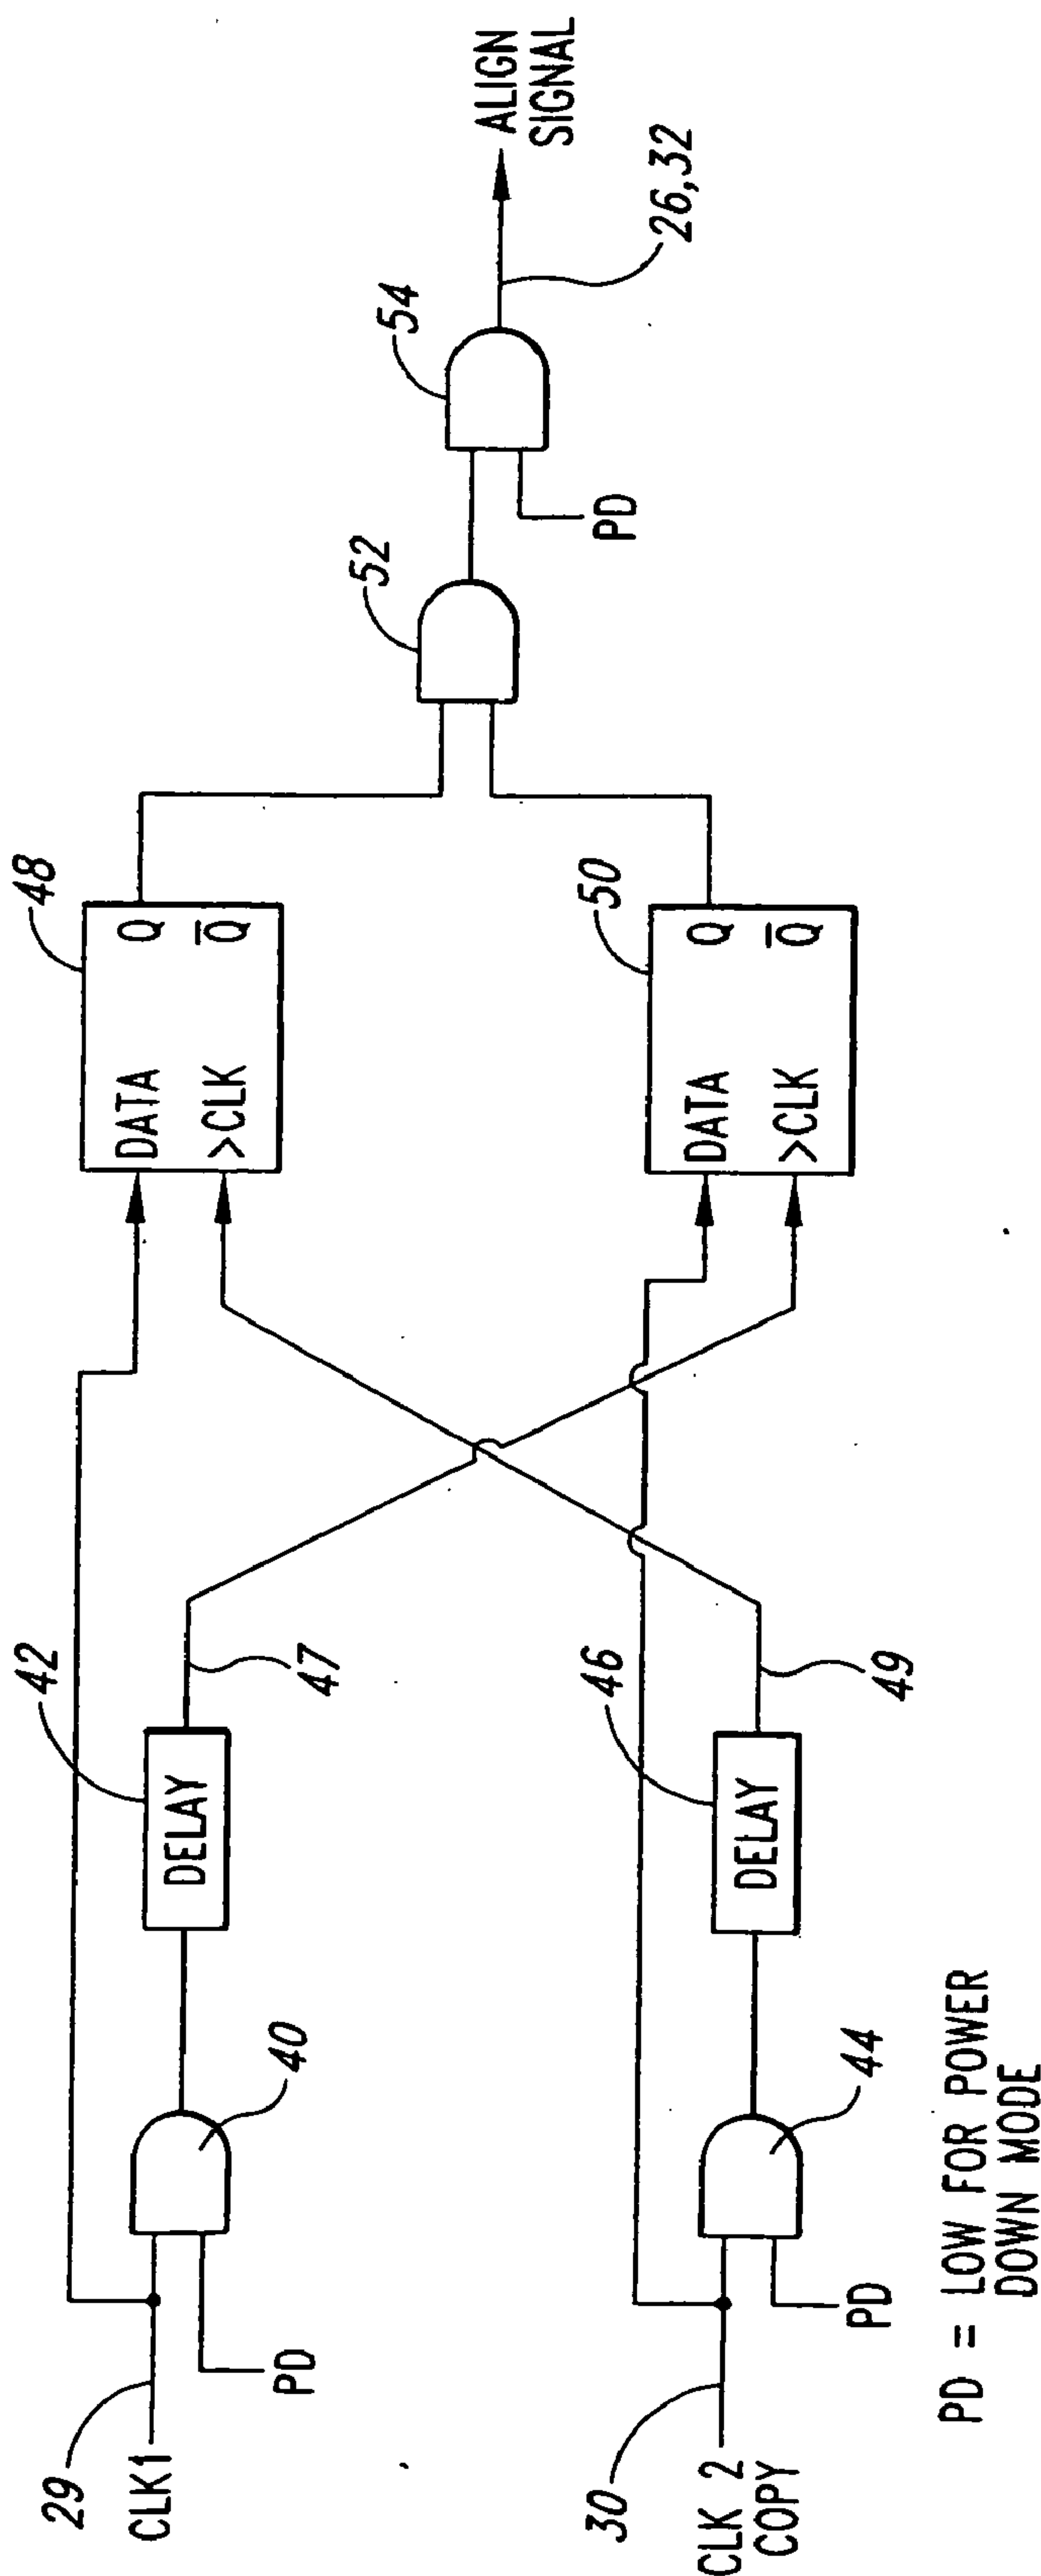 29
CLK1
PD
40
42
DELAY
47
48
DATA
Q
>CLK
Q̅
30
CLK 2
COPY
PD
44
46
DELAY
49
50
DATA
Q
>CLK
Q̅
52
54
PD
26,32
ALIGN
SIGNAL
PD = LOW FOR POWER
DOWN MODE